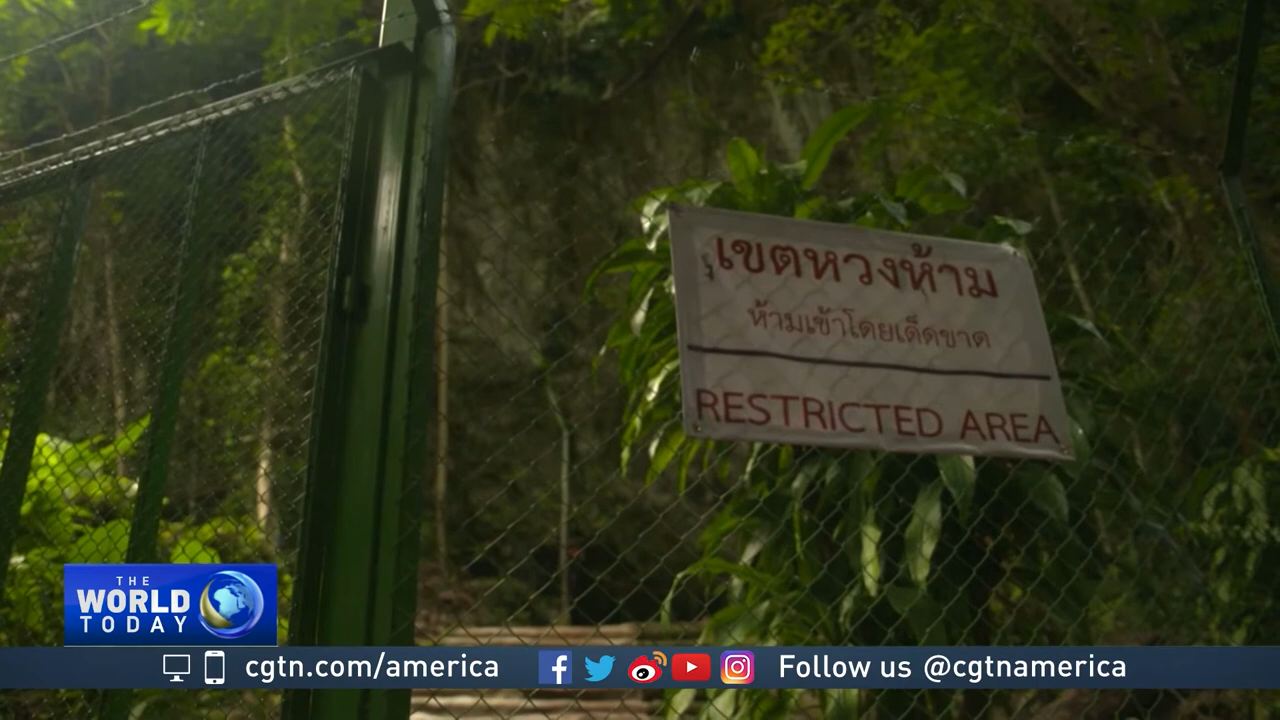 เขตหวงห้าม
ห้ามเข้าโดยเด็ดขาด
RESTRICTED AREA
THE
WORLD
TODAY
cgtn.com/america
Follow us @cgtnamerica